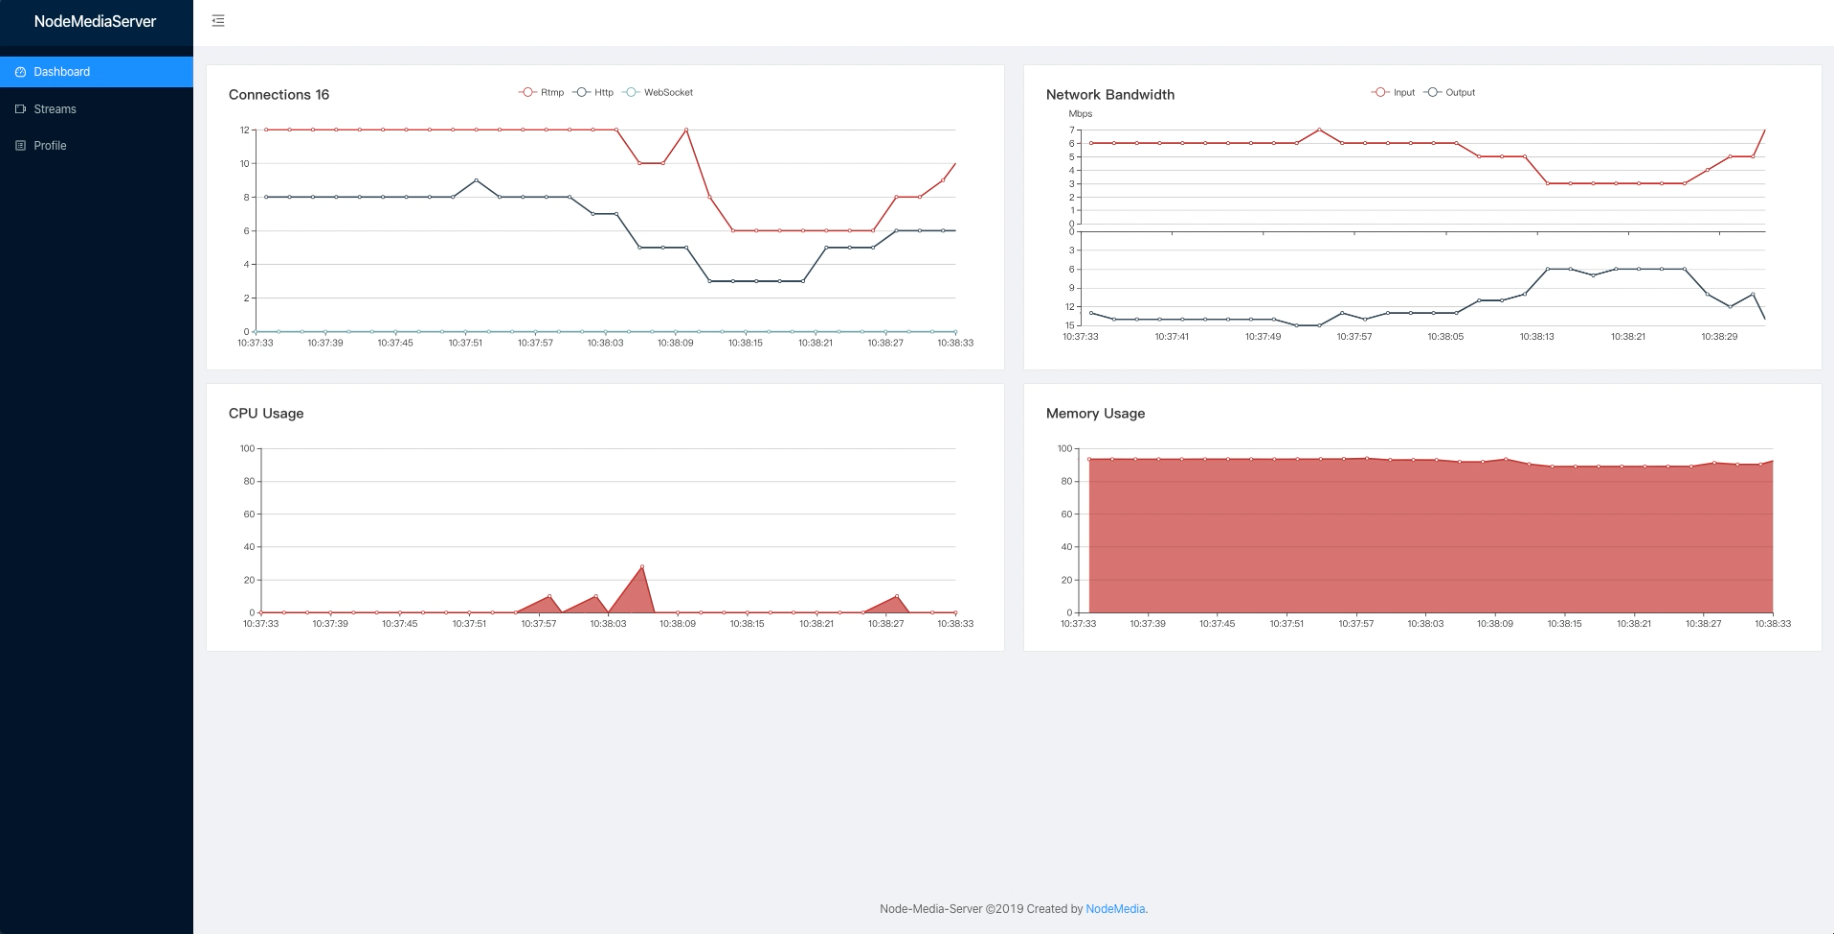 NodeMediaServer
Dashboard
Streams
Profile
Connections 16
Rtmp Http WebSocket
12
10
8
6
4
2
0
10:37:33 10:37:39 10:37:45 10:37:51 10:37:57 10:38:03 10:38:09 10:38:15 10:38:21 10:38:27 10:38:33
Network Bandwidth
Input Output
Mbps
7
6
5
4
3
2
1
0
0
3
6
9
12
15
10:37:33 10:37:41 10:37:49 10:37:57 10:38:05 10:38:13 10:38:21 10:38:29
CPU Usage
100
80
60
40
20
0
10:37:33 10:37:39 10:37:45 10:37:51 10:37:57 10:38:03 10:38:09 10:38:15 10:38:21 10:38:27 10:38:33
Memory Usage
100
80
60
40
20
0
10:37:33 10:37:39 10:37:45 10:37:51 10:37:57 10:38:03 10:38:09 10:38:15 10:38:21 10:38:27 10:38:33
Node-Media-Server ©2019 Created by NodeMedia.